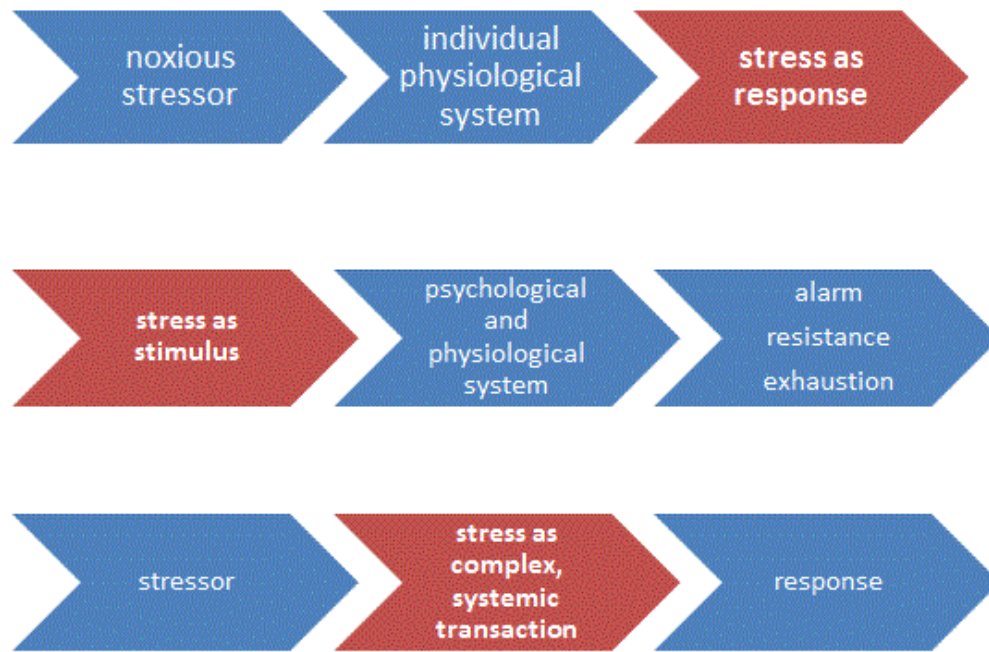 noxious
stressor
individual
physiological
system
stress as
response
stress as
stimulus
psychological
and
physiological
system
alarm
resistance
exhaustion
stressor
stress as
complex,
systemic
transaction
response